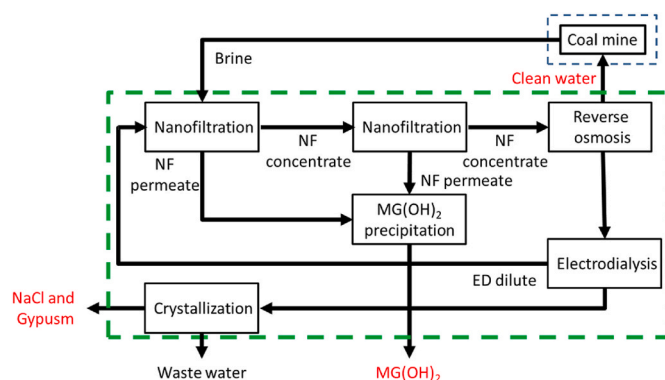 Coal mine
Brine
Clean water
Nanofiltration
NF
concentrate
Nanofiltration
NF
concentrate
Reverse
osmosis
NF
permeate
NF permeate
MG(OH)2
precipitation
ED dilute
Electrodialysis
NaCl and
Gypusm
Crystallization
Waste water
MG(OH)2